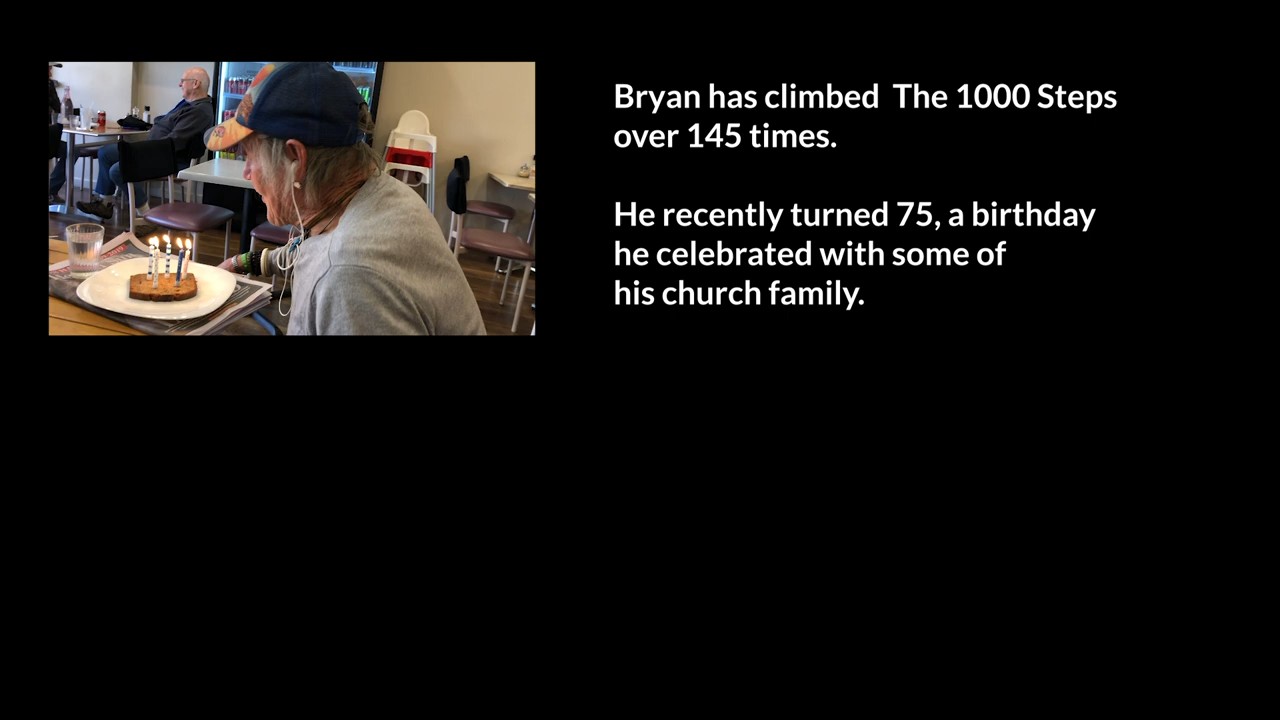 Bryan has climbed  The 1000 Steps
over 145 times.
He recently turned 75, a birthday
he celebrated with some of
his church family.